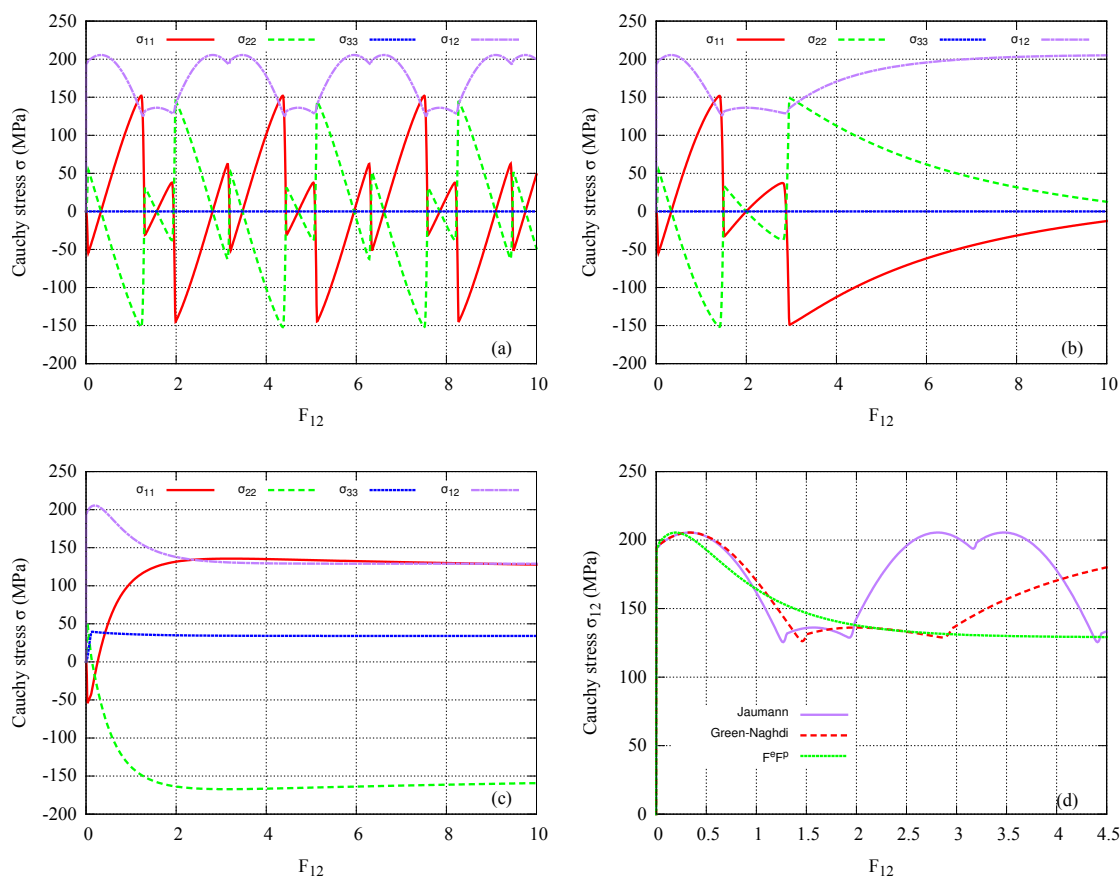 250
200
150
100
50
0
-50
-100
-150
-200
0 2 4 6 8 10
Cauchy stress σ (MPa)
F12
σ11 σ22 σ33 σ12
(a)
250
200
150
100
50
0
-50
-100
-150
-200
0 2 4 6 8 10
Cauchy stress σ (MPa)
F12
σ11 σ22 σ33 σ12
(b)
250
200
150
100
50
0
-50
-100
-150
-200
0 2 4 6 8 10
Cauchy stress σ (MPa)
F12
σ11 σ22 σ33 σ12
(c)
250
200
150
100
50
0
0 0.5 1 1.5 2 2.5 3 3.5 4 4.5
Cauchy stress σ12 (MPa)
F12
Jaumann
Green-Naghdi
FeFp
(d)